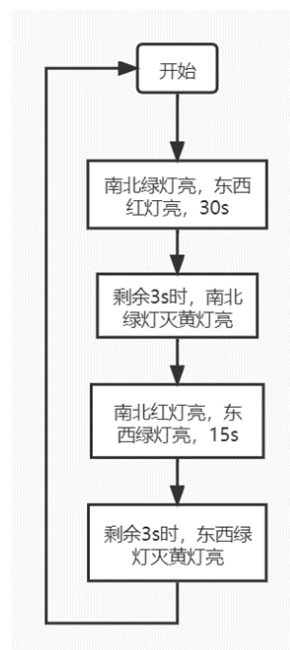 开始
南北绿灯亮，东西
红灯亮，30s
剩余3s时，南北
绿灯灭黄灯亮
南北红灯亮，东
西绿灯亮，15s
剩余3s时，东西绿
灯灭黄灯亮